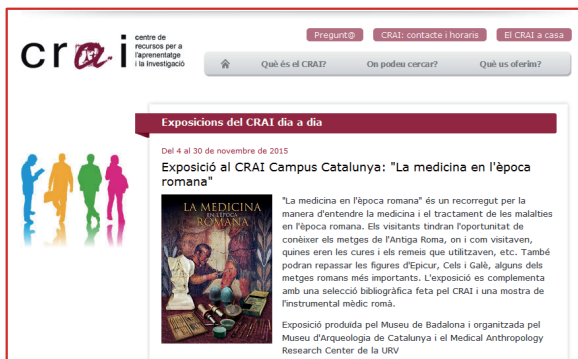 crai
centre de
recursos per a
l'aprenentatge
i la investigació
Pregunt@
CRAI: contacte i horaris
El CRAI a casa
Què és el CRAI?
On podeu cercar?
Què us oferim?
Exposicions del CRAI dia a dia
Del 4 al 30 de novembre de 2015
Exposició al CRAI Campus Catalunya: "La medicina en l'època
romana"
LA MEDICINA
EN L'ÈPOCA
ROMANA
"La medicina en l'època romana" és un recorregut per la
manera d'entendre la medicina i el tractament de les malalties
en l'època romana. Els visitants tindran l'oportunitat de
conèixer els metges de l'Antiga Roma, on i com visitaven,
quines eren les cures i els remeis que utilitzaven, etc. També
podran repassar les figures d'Epicur, Cels i Galè, alguns dels
metges romans més importants. L'exposició es complementa
amb una selecció bibliogràfica feta pel CRAI i una mostra de
l'instrumental mèdic romà.
Exposició produïda pel Museu de Badalona i organitzada pel
Museu d'Arqueologia de Catalunya i el Medical Anthropology
Research Center de la URV